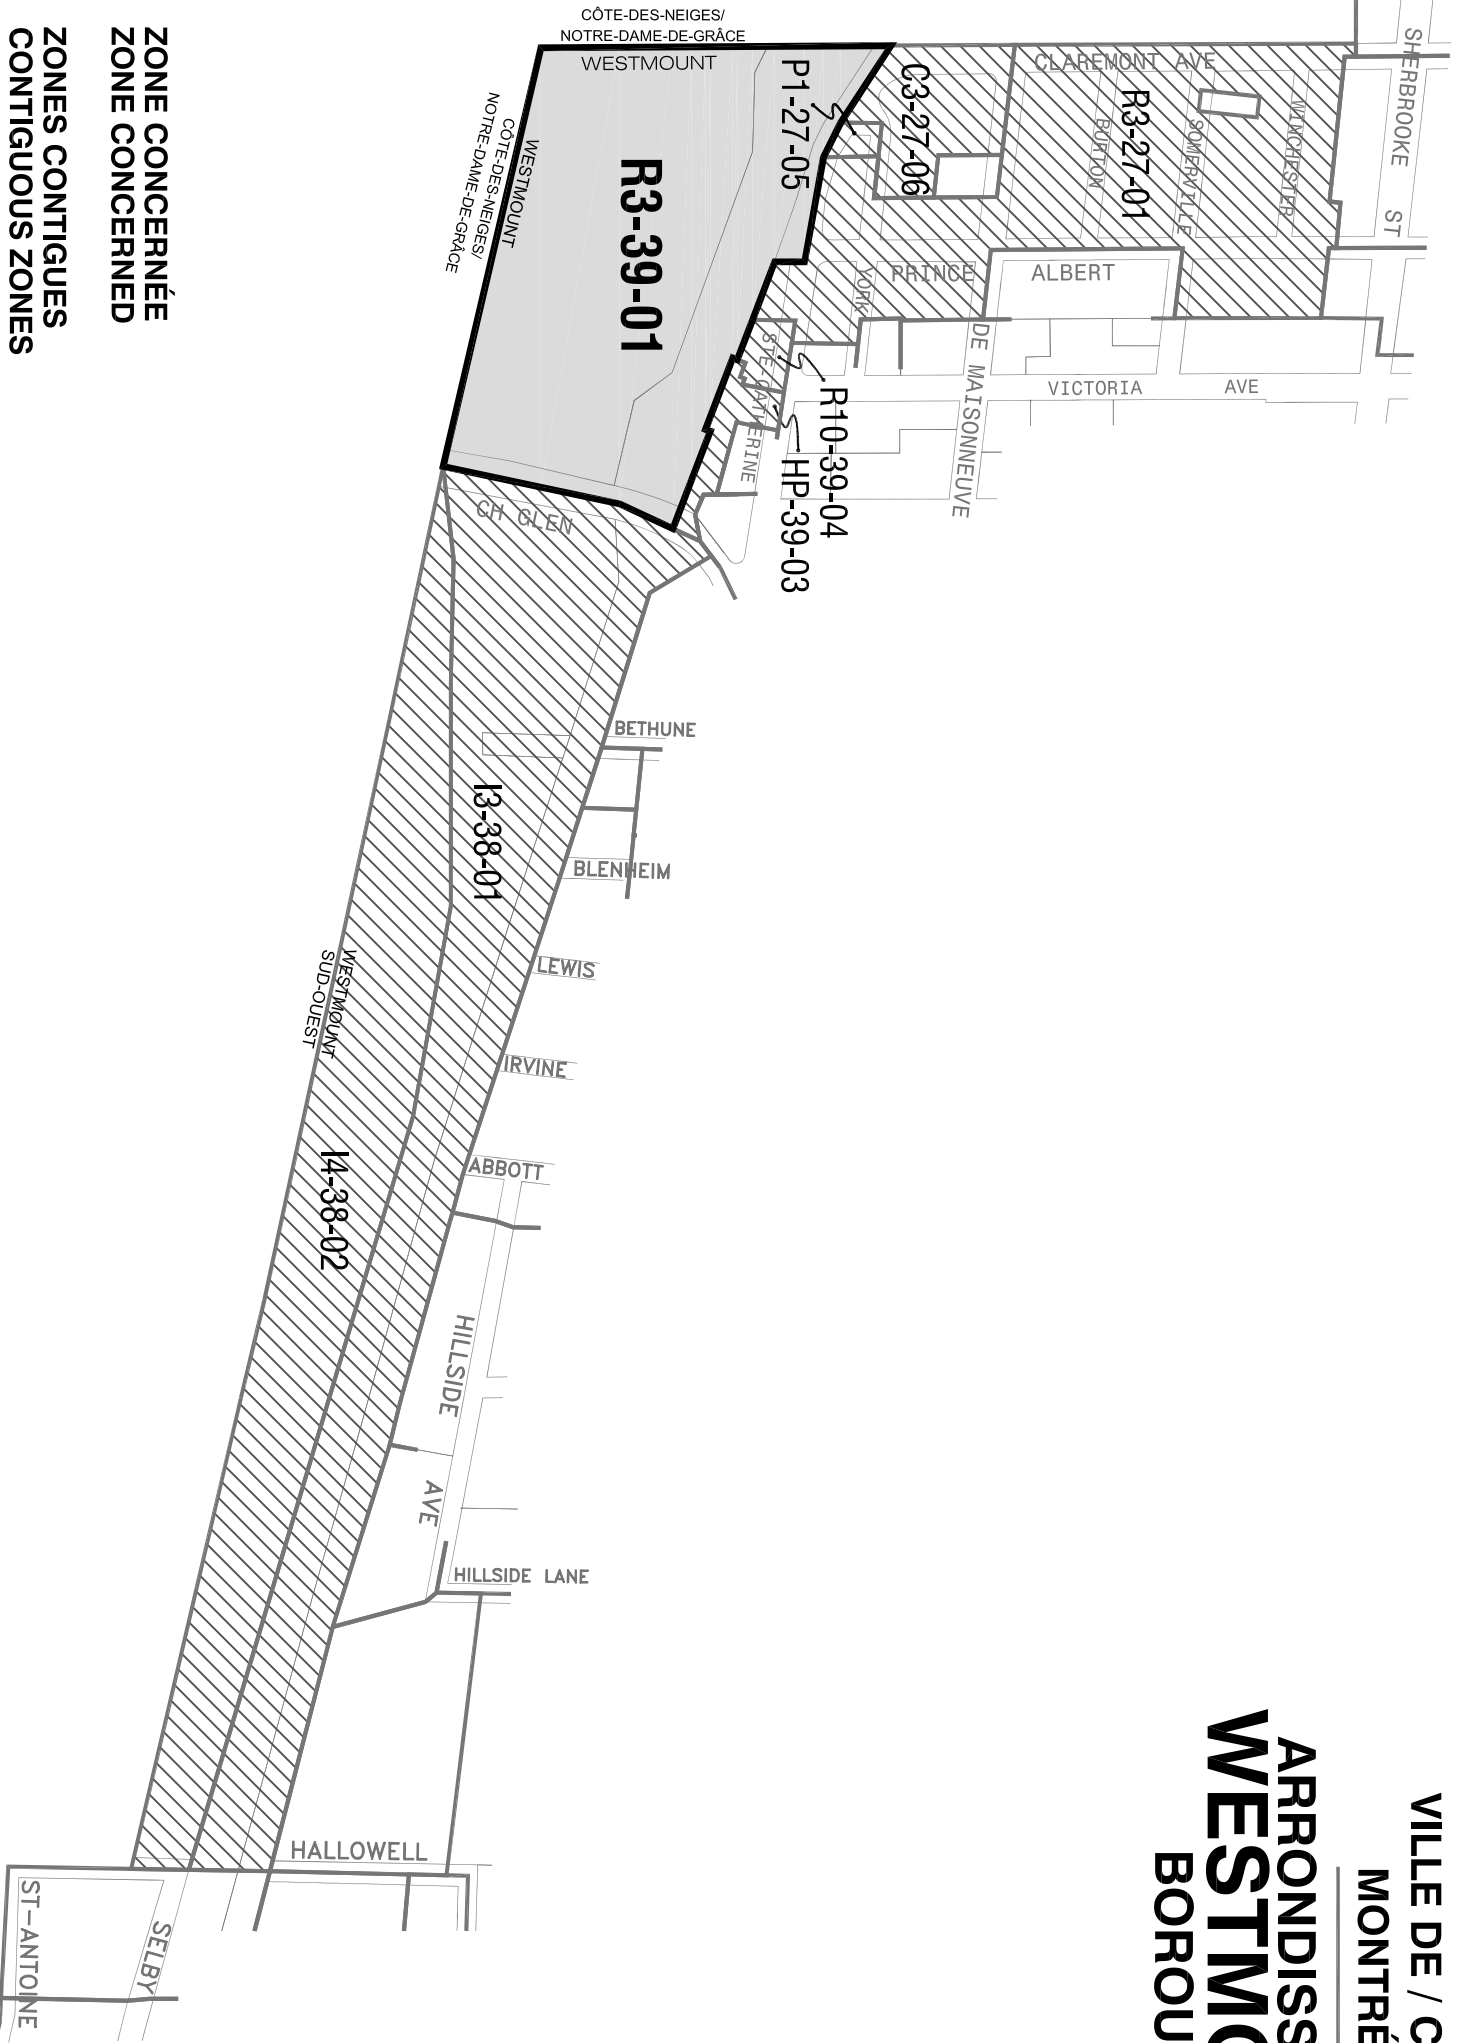 CÔTE-DES-NEIGES/
NOTRE-DAME-DE-GRÂCE
WESTMOUNT
WESTMOUNT
CÔTE-DES-NEIGES/
NOTRE-DAME-DE-GRÂCE
R3-39-01
P1-27-05
C3-27-06
R3-27-01
CLAREMONT AVE
BURTON
SOMERVILLE
WINCHESTER
SHERBROOKE ST
YORK
PRINCE ALBERT
VICTORIA AVE
DE MAISONNEUVE
STE-CATHERINE
R10-39-04
HP-39-03
CH GLEN
BETHUNE
I3-38-01
BLENHEIM
LEWIS
WESTMOUNT
SUD-OUEST
IRVINE
I4-38-02
ABBOTT
HILLSIDE AVE
HILLSIDE LANE
HALLOWELL
SELBY
ST-ANTOINE
ZONE CONCERNÉE
ZONE CONCERNED
ZONES CONTIGUES
CONTIGUOUS ZONES
VILLE DE / C
MONTRÉ
ARRONDISS
WESTMO
BOROU